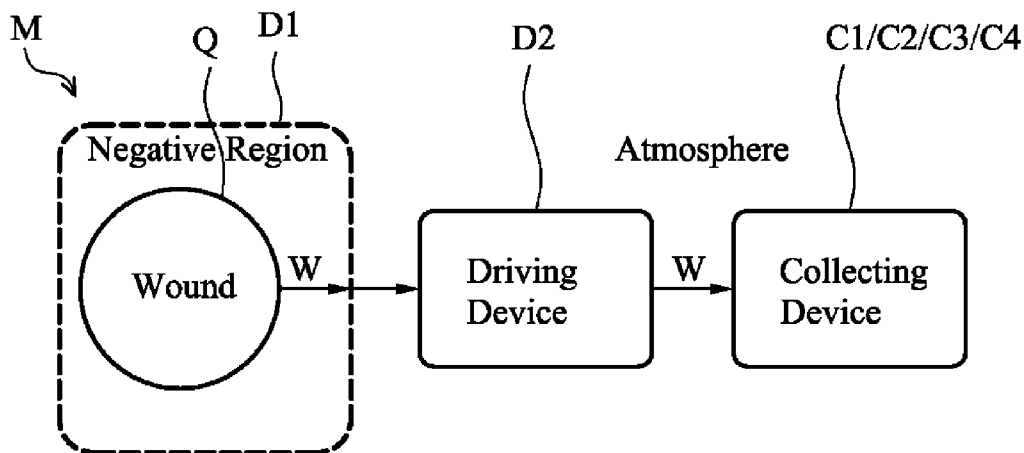 M
Q
D1
D2
C1/C2/C3/C4
Negative Region
Atmosphere
Wound
W
Driving
Device
W
Collecting
Device